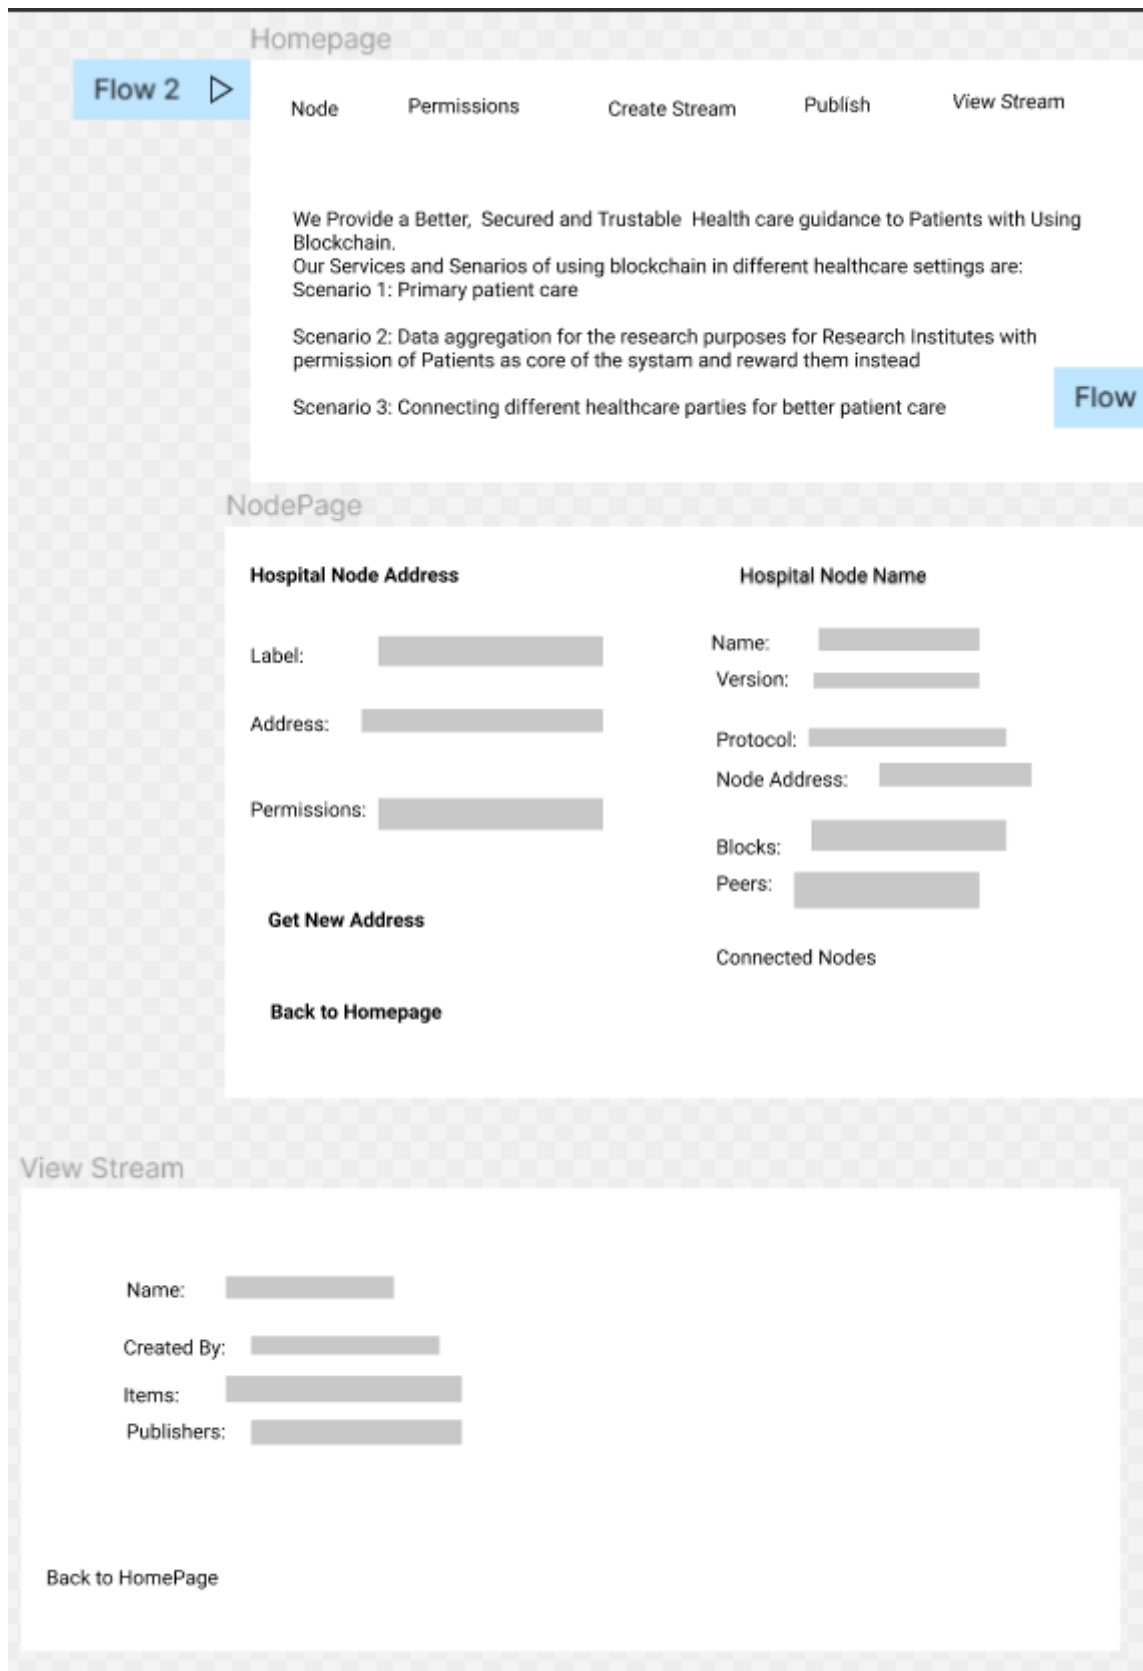 Homepage
Flow 2
Node Permissions Create Stream Publish View Stream
We Provide a Better, Secured and Trustable Health care guidance to Patients with Using
Blockchain.
Our Services and Senarios of using blockchain in different healthcare settings are:
Scenario 1: Primary patient care
Scenario 2: Data aggregation for the research purposes for Research Institutes with
permission of Patients as core of the systam and reward them instead
Scenario 3: Connecting different healthcare parties for better patient care
Flow
NodePage
Hospital Node Address
Label:
Address:
Permissions:
Get New Address
Back to Homepage
Hospital Node Name
Name:
Version:
Protocol:
Node Address:
Blocks:
Peers:
Connected Nodes
View Stream
Name:
Created By:
Items:
Publishers:
Back to HomePage